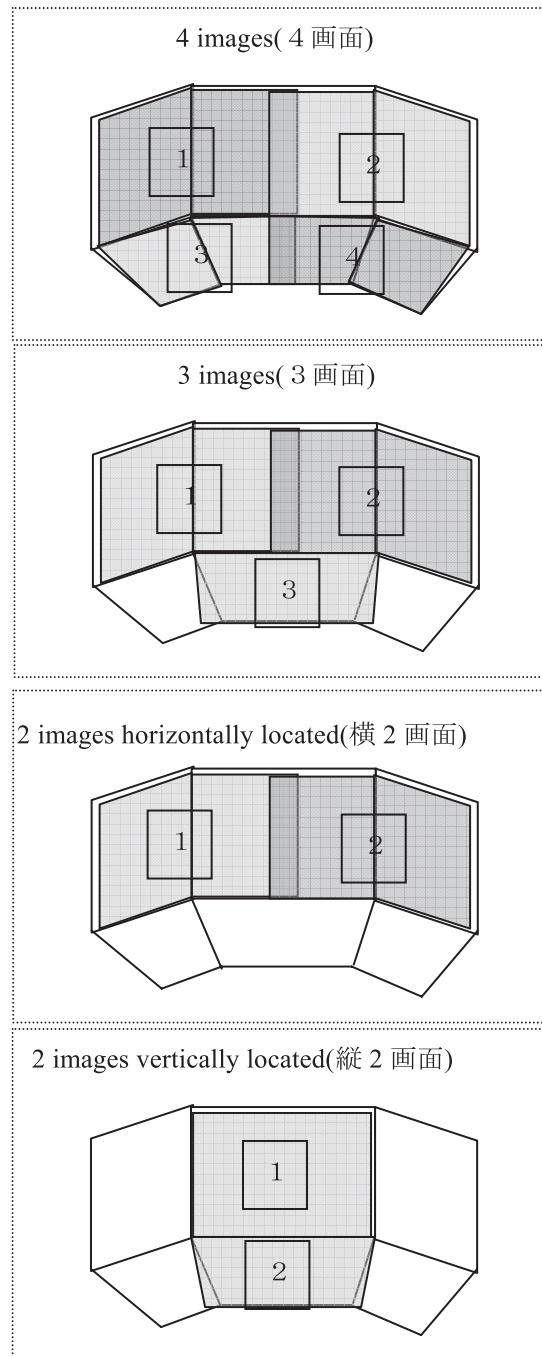 4 images(４画面)
1
2
3
4
3 images(３画面)
1
2
3
2 images horizontally located(横 2 画面)
1
2
2 images vertically located(縦 2 画面)
1
2